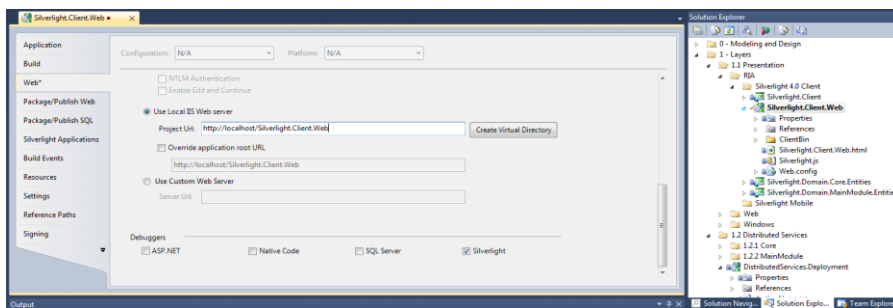 Silverlight.Client.Web
Application
Build
Web*
Package/Publish Web
Package/Publish SQL
Silverlight Applications
Build Events
Resources
Settings
Reference Paths
Signing
Configuration: N/A Platform: N/A
NTLM Authentication
Enable Edit and Continue
Use Local IIS Web server
Project Url: http://localhost/Silverlight.Client.Web Create Virtual Directory
Override application root URL
http://localhost/Silverlight.Client.Web
Use Custom Web Server
Server Url:
Debuggers
ASP.NET Native Code SQL Server Silverlight
Output
Solution Explorer
0 - Modeling and Design
1 - Layers
1.1 Presentation
RIA
Silverlight 4.0 Client
Silverlight.Client
Silverlight.Client.Web
Properties
References
ClientBin
Silverlight.Client.Web.html
Silverlight.js
Web.config
Silverlight.Domain.Core.Entities
Silverlight.Domain.MainModule.Entitie
Silverlight Mobile
Web
Windows
1.2 Distributed Services
1.2.1 Core
1.2.2 MainModule
DistributedServices.Deployment
Properties
References
Solution Navig... Solution Explo... Team Explore